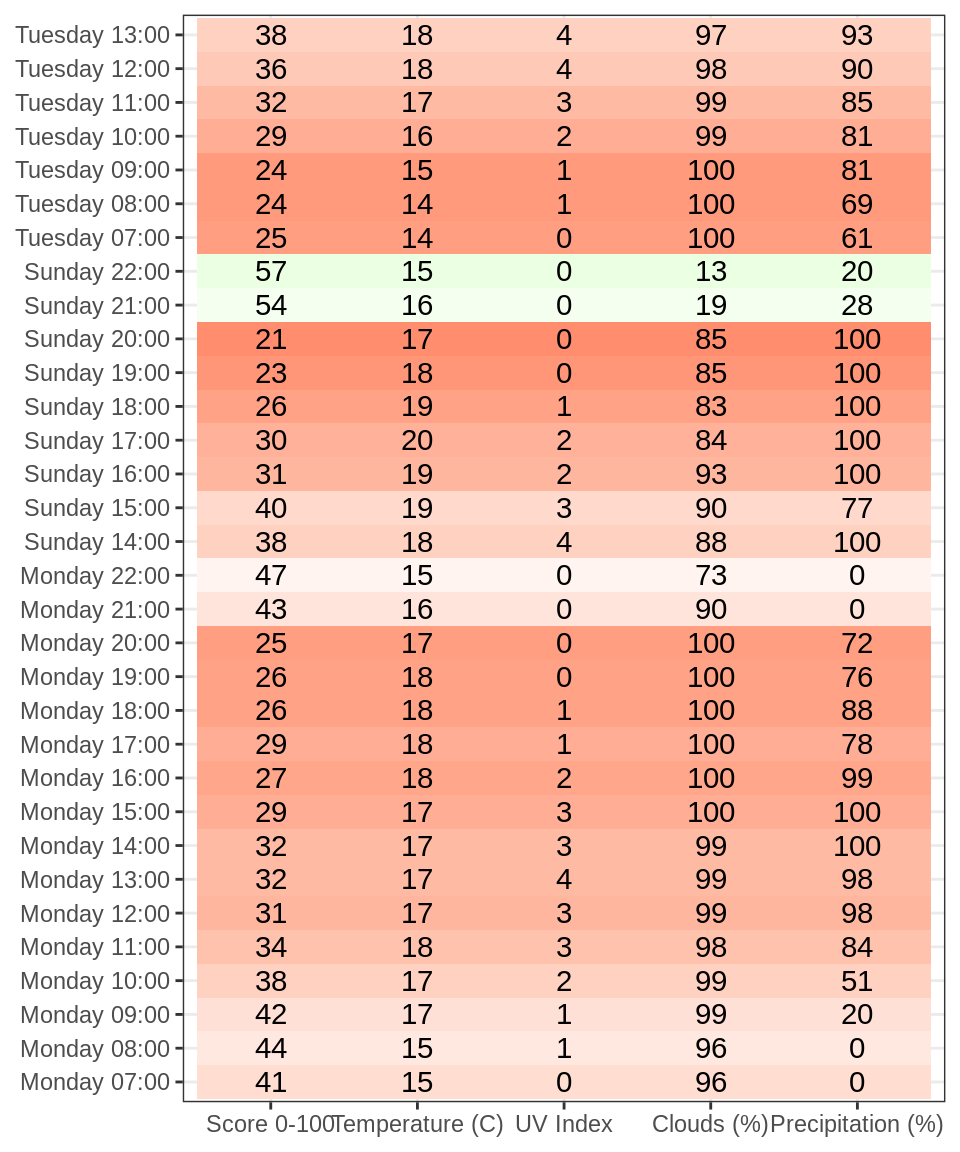 Tuesday 13:00 38 18 4 97 93
Tuesday 12:00 36 18 4 98 90
Tuesday 11:00 32 17 3 99 85
Tuesday 10:00 29 16 2 99 81
Tuesday 09:00 24 15 1 100 81
Tuesday 08:00 24 14 1 100 69
Tuesday 07:00 25 14 0 100 61
Sunday 22:00 57 15 0 13 20
Sunday 21:00 54 16 0 19 28
Sunday 20:00 21 17 0 85 100
Sunday 19:00 23 18 0 85 100
Sunday 18:00 26 19 1 83 100
Sunday 17:00 30 20 2 84 100
Sunday 16:00 31 19 2 93 100
Sunday 15:00 40 19 3 90 77
Sunday 14:00 38 18 4 88 100
Monday 22:00 47 15 0 73 0
Monday 21:00 43 16 0 90 0
Monday 20:00 25 17 0 100 72
Monday 19:00 26 18 0 100 76
Monday 18:00 26 18 1 100 88
Monday 17:00 29 18 1 100 78
Monday 16:00 27 18 2 100 99
Monday 15:00 29 17 3 100 100
Monday 14:00 32 17 3 99 100
Monday 13:00 32 17 4 99 98
Monday 12:00 31 17 3 99 98
Monday 11:00 34 18 3 98 84
Monday 10:00 38 17 2 99 51
Monday 09:00 42 17 1 99 20
Monday 08:00 44 15 1 96 0
Monday 07:00 41 15 0 96 0
Score 0-100 Temperature (C) UV Index Clouds (%) Precipitation (%)